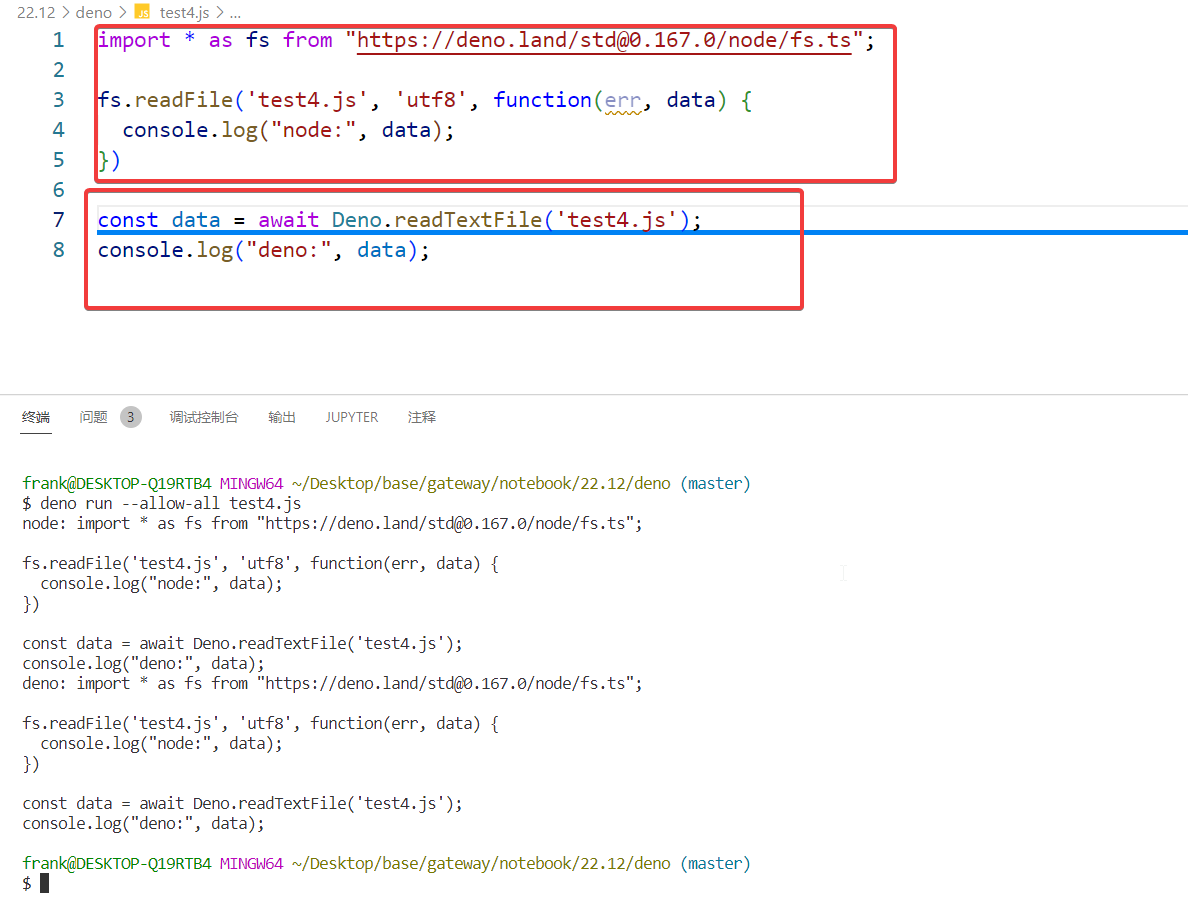 22.12 > deno > JS test4.js > ...
1 import * as fs from "https://deno.land/std@0.167.0/node/fs.ts";
2
3 fs.readFile('test4.js', 'utf8', function(err, data) {
4   console.log("node:", data);
5 })
6
7 const data = await Deno.readTextFile('test4.js');
8 console.log("deno:", data);
终端 问题 3 调试控制台 输出 JUPYTER 注释
frank@DESKTOP-Q19RTB4 MINGW64 ~/Desktop/base/gateway/notebook/22.12/deno (master)
$ deno run --allow-all test4.js
node: import * as fs from "https://deno.land/std@0.167.0/node/fs.ts";
fs.readFile('test4.js', 'utf8', function(err, data) {
  console.log("node:", data);
})
const data = await Deno.readTextFile('test4.js');
console.log("deno:", data);
deno: import * as fs from "https://deno.land/std@0.167.0/node/fs.ts";
fs.readFile('test4.js', 'utf8', function(err, data) {
  console.log("node:", data);
})
const data = await Deno.readTextFile('test4.js');
console.log("deno:", data);
frank@DESKTOP-Q19RTB4 MINGW64 ~/Desktop/base/gateway/notebook/22.12/deno (master)
$